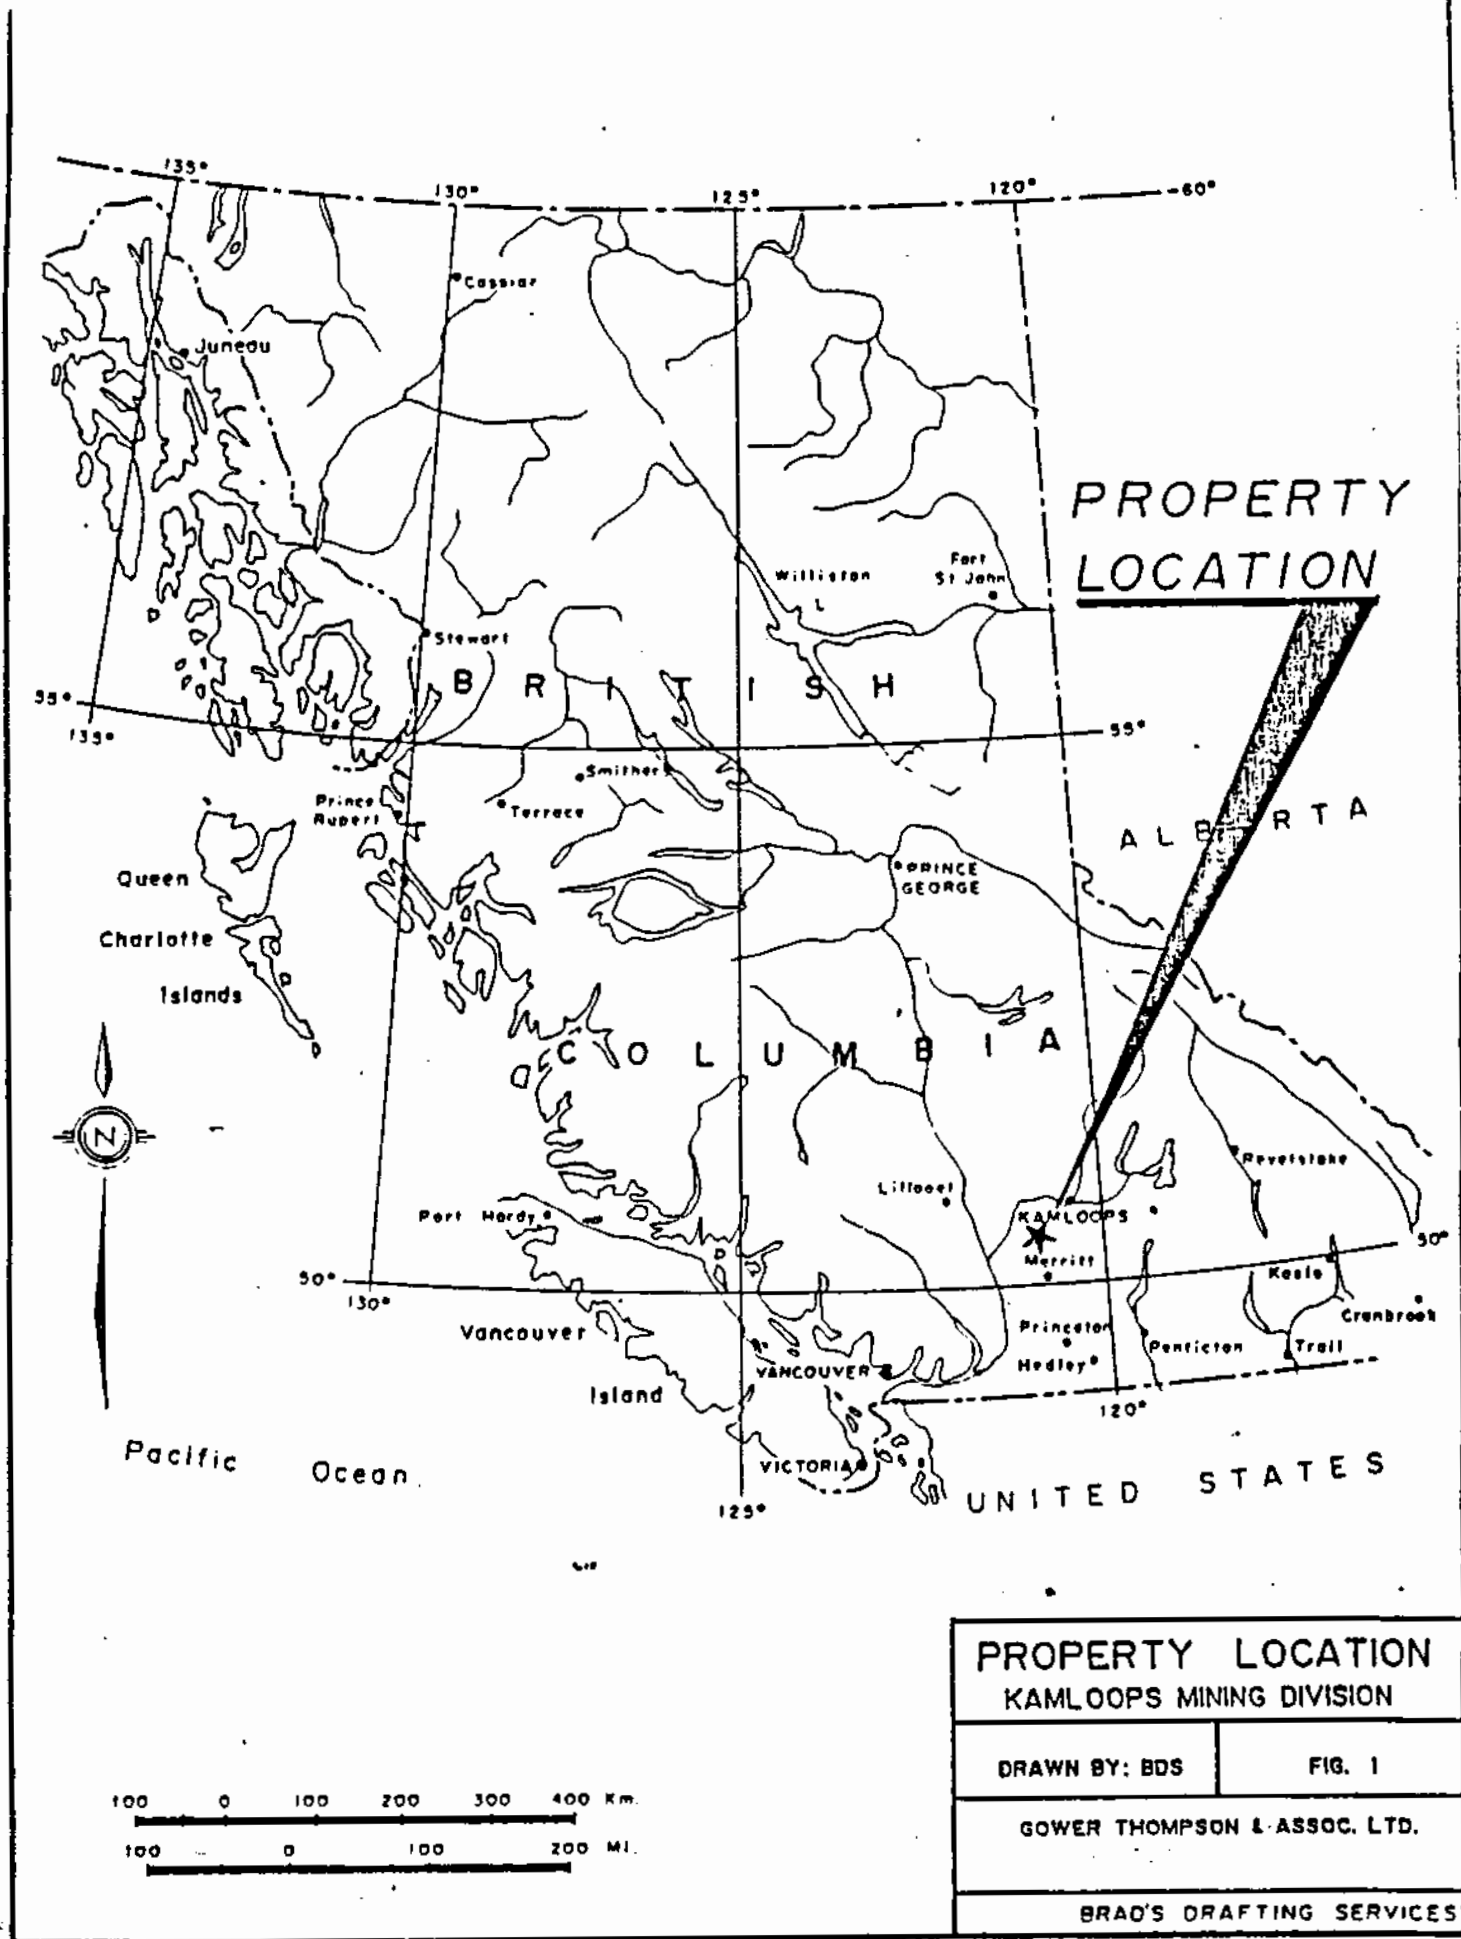 135°
130°
125°
120°
60°
Cassiar
Juneau
PROPERTY
LOCATION
Williston
L
Fort
St John
Stewart
BRITISH
55°
135°
55°
Smithers
Terrace
Prince
Rupert
ALBERTA
PRINCE
GEORGE
Queen
Charlotte
Islands
COLUMBIA
N
Revelstoke
Lillooet
Port Hardy
KAMLOOPS
50°
Merritt
50°
130°
Kaslo
Cranbrook
Vancouver
Island
Princeton
Hedley
Penticton
Trail
VANCOUVER
120°
Pacific Ocean
VICTORIA
125°
UNITED STATES
PROPERTY LOCATION
KAMLOOPS MINING DIVISION
DRAWN BY: BDS
FIG. 1
GOWER THOMPSON & ASSOC. LTD.
BRAD'S DRAFTING SERVICES
100 0 100 200 300 400 Km.
100 0 100 200 MI.